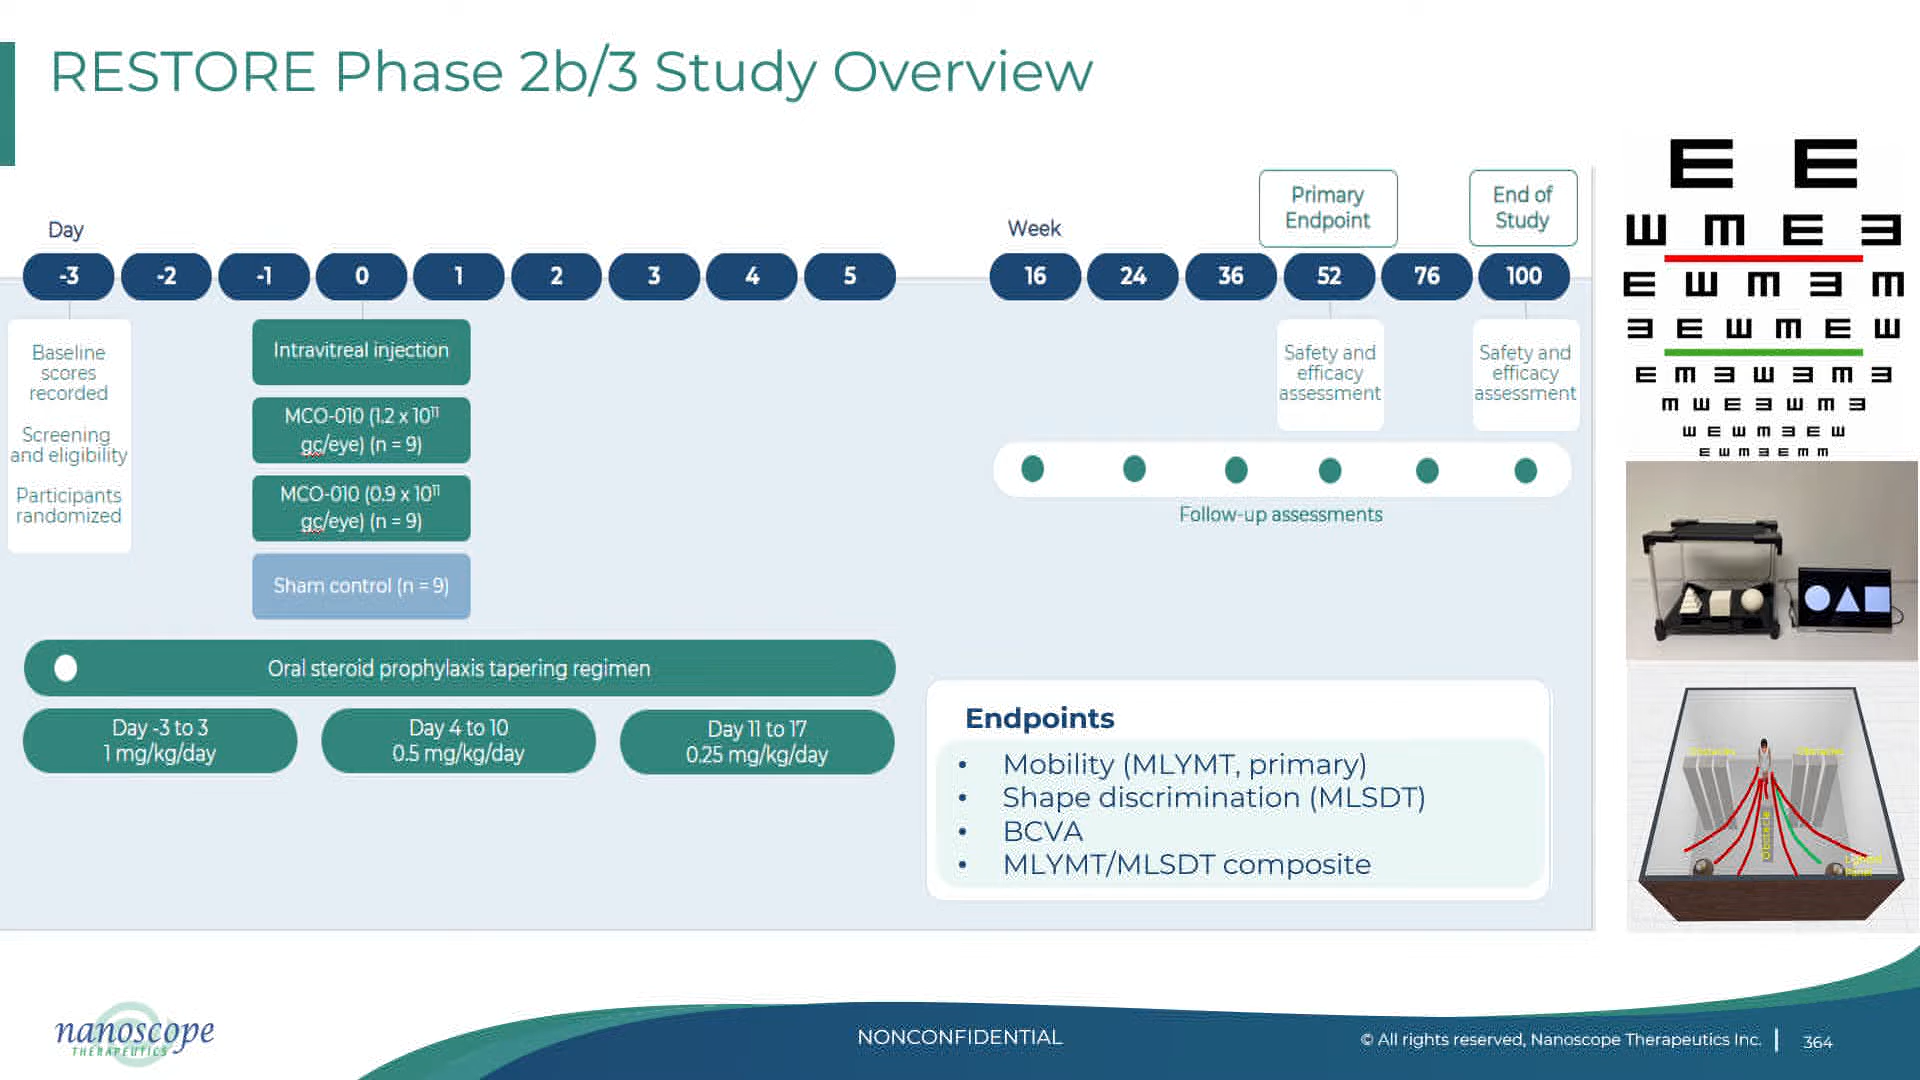 RESTORE Phase 2b/3 Study Overview
Day
-3
-2
-1
0
1
2
3
4
5
Week
Primary
Endpoint
End of
Study
16
24
36
52
76
100
Baseline
scores
recorded
Screening
and eligibility
Participants
randomized
Intravitreal injection
MCO-010 (1.2 x 10¹¹
gc/eye) (n = 9)
MCO-010 (0.9 x 10¹¹
gc/eye) (n = 9)
Sham control (n = 9)
Safety and
efficacy
assessment
Safety and
efficacy
assessment
Follow-up assessments
Oral steroid prophylaxis tapering regimen
Day -3 to 3
1 mg/kg/day
Day 4 to 10
0.5 mg/kg/day
Day 11 to 17
0.25 mg/kg/day
Endpoints
• Mobility (MLYMT, primary)
• Shape discrimination (MLSDT)
• BCVA
• MLYMT/MLSDT composite
Obstacle
Panel
nanoscope
THERAPEUTICS
NONCONFIDENTIAL
© All rights reserved, Nanoscope Therapeutics Inc.
364